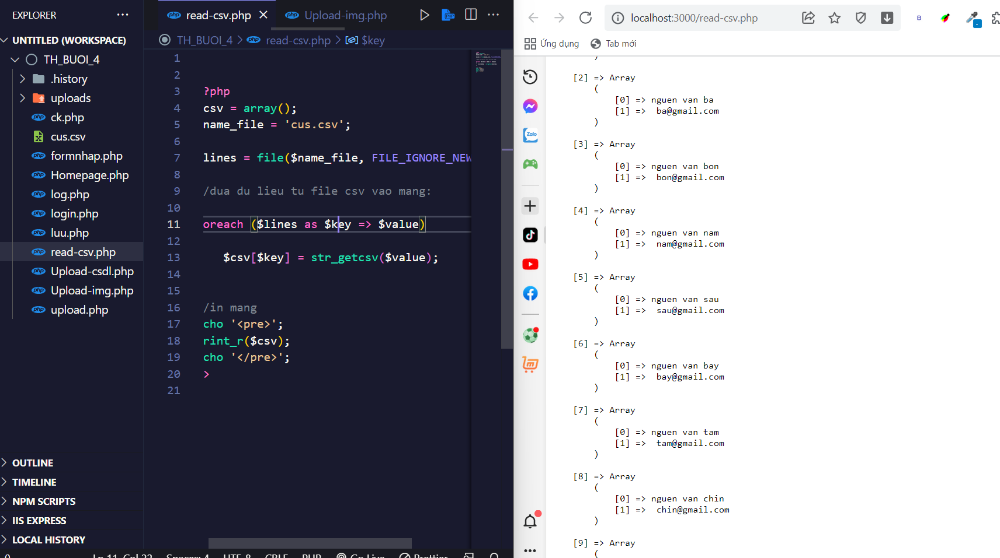 EXPLORER
UNTITLED (WORKSPACE)
TH_BUOI_4
.history
uploads
ck.php
cus.csv
formnhap.php
Homepage.php
log.php
login.php
luu.php
read-csv.php
Upload-csdl.php
Upload-img.php
upload.php
OUTLINE
TIMELINE
NPM SCRIPTS
IIS EXPRESS
LOCAL HISTORY
read-csv.php
Upload-img.php
TH_BUOI_4 > read-csv.php > $key
1
2
3 ?php
4 csv = array();
5 name_file = 'cus.csv';
6
7 lines = file($name_file, FILE_IGNORE_NEW
8
9 /dua du lieu tu file csv vao mang:
10
11 oreach ($lines as $key => $value)
12
13 $csv[$key] = str_getcsv($value);
14
15
16 /in mang
17 cho '<pre>';
18 rint_r($csv);
19 cho '</pre>';
20 >
21
Ln 11, Col 22 Spaces: 4 UTF-8 CRLF PHP Go Live Prettier
localhost:3000/read-csv.php
B
Ứng dụng
Tab mới
Zalo
)
[2] => Array
(
[0] => nguen van ba
[1] =>  ba@gmail.com
)
[3] => Array
(
[0] => nguen van bon
[1] =>  bon@gmail.com
)
[4] => Array
(
[0] => nguen van nam
[1] =>  nam@gmail.com
)
[5] => Array
(
[0] => nguen van sau
[1] =>  sau@gmail.com
)
[6] => Array
(
[0] => nguen van bay
[1] =>  bay@gmail.com
)
[7] => Array
(
[0] => nguen van tam
[1] =>  tam@gmail.com
)
[8] => Array
(
[0] => nguen van chin
[1] =>  chin@gmail.com
)
[9] => Array
(